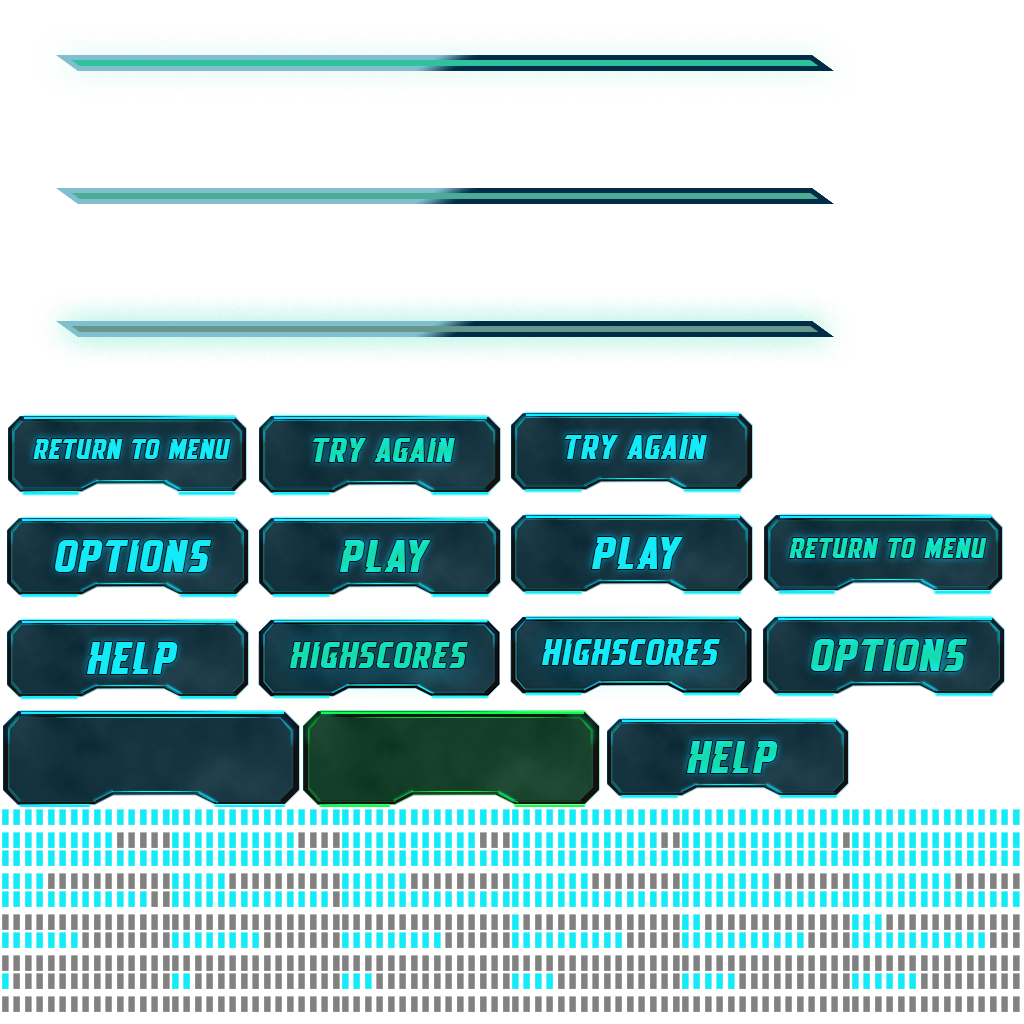 RETURN TO MENU
TRY AGAIN
TRY AGAIN
OPTIONS
PLAY
PLAY
RETURN TO MENU
HELP
HIGHSCORES
HIGHSCORES
OPTIONS
HELP